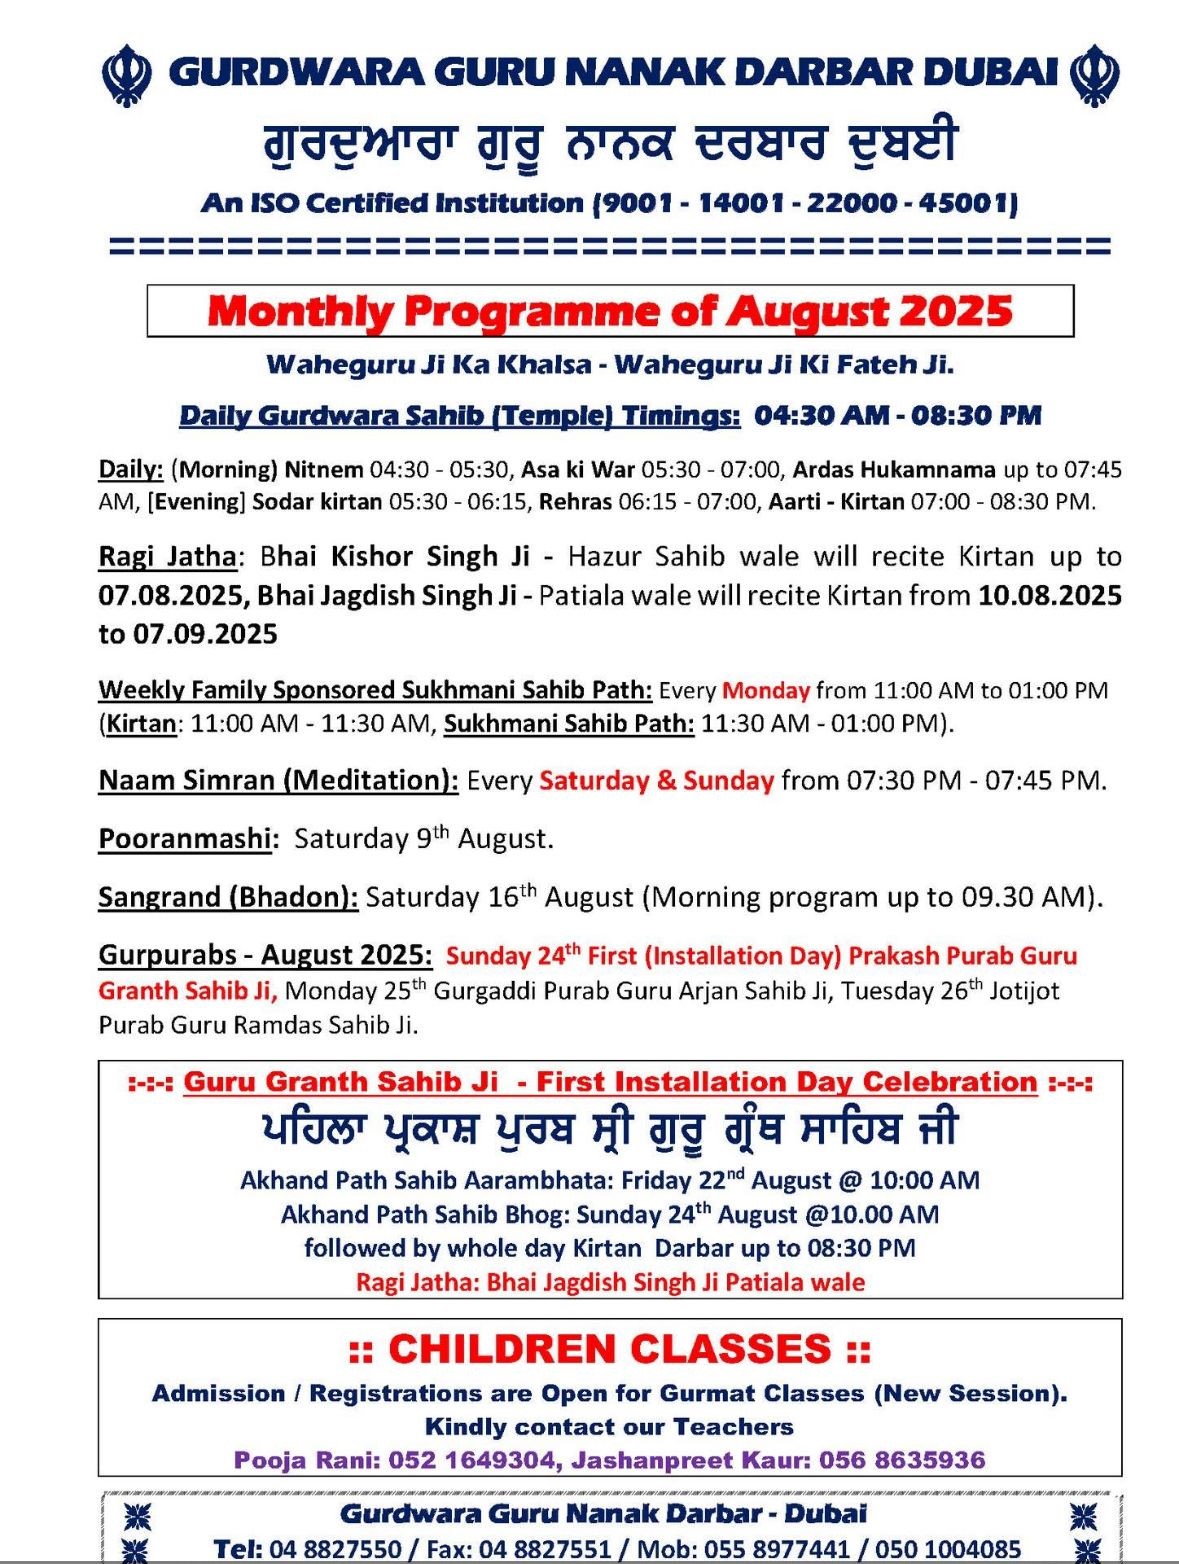 GURDWARA GURU NANAK DARBAR DUBAI
ਗੁਰਦੁਆਰਾ ਗੁਰੂ ਨਾਨਕ ਦਰਬਾਰ ਦੁਬਈ
An ISO Certified Institution (9001 - 14001 - 22000 - 45001)
==================================
Monthly Programme of August 2025
Waheguru Ji Ka Khalsa - Waheguru Ji Ki Fateh Ji.
Daily Gurdwara Sahib (Temple) Timings: 04:30 AM - 08:30 PM
Daily: (Morning) Nitnem 04:30 - 05:30, Asa ki War 05:30 - 07:00, Ardas Hukamnama up to 07:45
AM, [Evening] Sodar kirtan 05:30 - 06:15, Rehras 06:15 - 07:00, Aarti - Kirtan 07:00 - 08:30 PM.
Ragi Jatha: Bhai Kishor Singh Ji - Hazur Sahib wale will recite Kirtan up to
07.08.2025, Bhai Jagdish Singh Ji - Patiala wale will recite Kirtan from 10.08.2025
to 07.09.2025
Weekly Family Sponsored Sukhmani Sahib Path: Every Monday from 11:00 AM to 01:00 PM
(Kirtan: 11:00 AM - 11:30 AM, Sukhmani Sahib Path: 11:30 AM - 01:00 PM).
Naam Simran (Meditation): Every Saturday & Sunday from 07:30 PM - 07:45 PM.
Pooranmashi: Saturday 9th August.
Sangrand (Bhadon): Saturday 16th August (Morning program up to 09.30 AM).
Gurpurabs - August 2025: Sunday 24th First (Installation Day) Prakash Purab Guru
Granth Sahib Ji, Monday 25th Gurgaddi Purab Guru Arjan Sahib Ji, Tuesday 26th Jotijot
Purab Guru Ramdas Sahib Ji.
:-:-: Guru Granth Sahib Ji - First Installation Day Celebration :-:-:
ਪਹਿਲਾ ਪ੍ਰਕਾਸ਼ ਪੁਰਬ ਸ੍ਰੀ ਗੁਰੂ ਗ੍ਰੰਥ ਸਾਹਿਬ ਜੀ
Akhand Path Sahib Aarambhata: Friday 22nd August @ 10:00 AM
Akhand Path Sahib Bhog: Sunday 24th August @10.00 AM
followed by whole day Kirtan Darbar up to 08:30 PM
Ragi Jatha: Bhai Jagdish Singh Ji Patiala wale
:: CHILDREN CLASSES ::
Admission / Registrations are Open for Gurmat Classes (New Session).
Kindly contact our Teachers
Pooja Rani: 052 1649304, Jashanpreet Kaur: 056 8635936
Gurdwara Guru Nanak Darbar - Dubai
Tel: 04 8827550 / Fax: 04 8827551 / Mob: 055 8977441 / 050 1004085